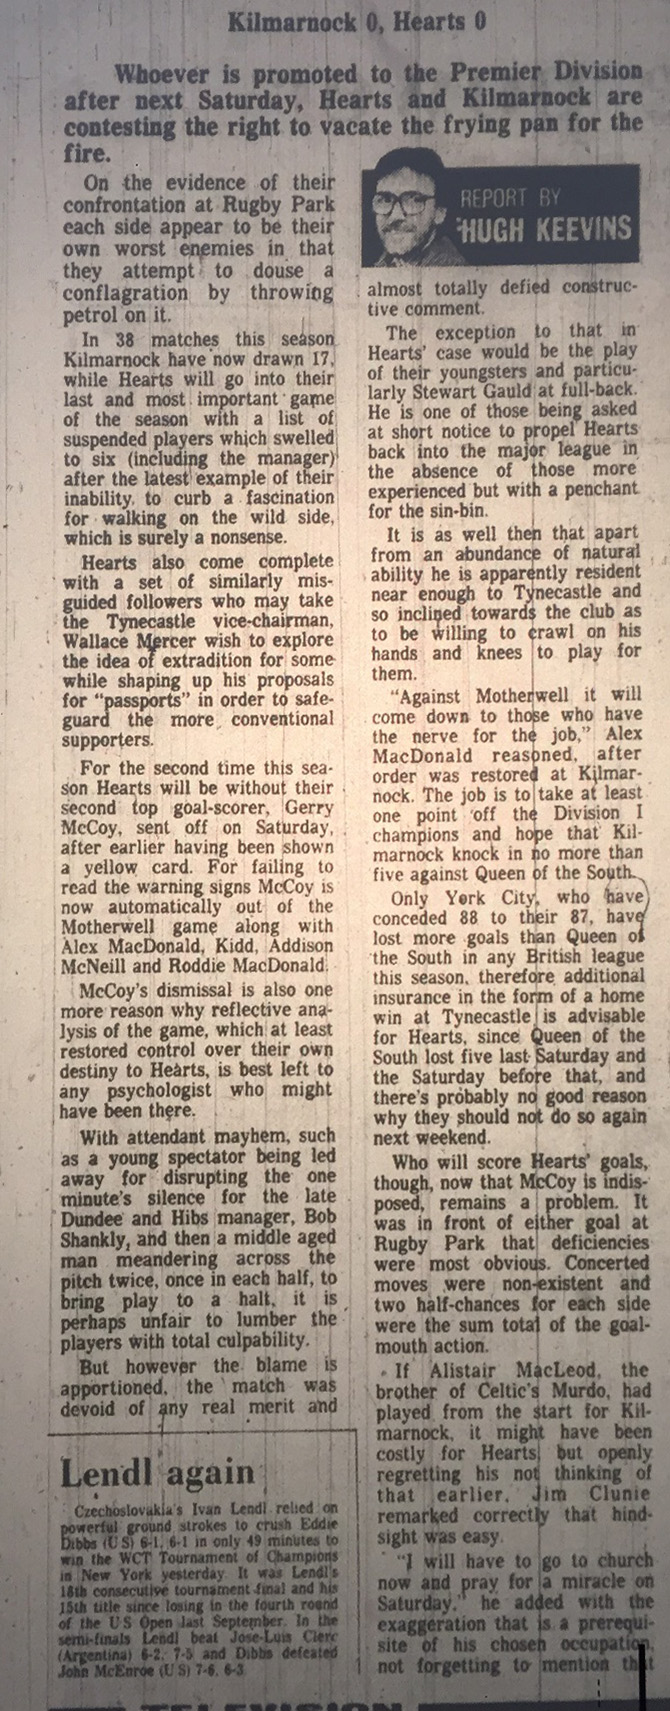 Kilmarnock 0, Hearts 0
Whoever is promoted to the Premier Division
after next Saturday, Hearts and Kilmarnock are
contesting the right to vacate the frying pan for the
fire.
On the evidence of their
confrontation at Rugby Park
each side appear to be their
own worst enemies in that
they attempt to douse a
conflagration by throwing
petrol on it.
In 38 matches this season
Kilmarnock have now drawn 17,
while Hearts will go into their
last and most important game
of the season with a list of
suspended players which swelled
to six (including the manager)
after the latest example of their
inability to curb a fascination
for walking on the wild side,
which is surely a nonsense.
Hearts also come complete
with a set of similarly mis-
guided followers who may take
the Tynecastle vice-chairman,
Wallace Mercer wish to explore
the idea of extradition for some
while shaping up his proposals
for "passports" in order to safe-
guard the more conventional
supporters.
For the second time this sea-
son Hearts will be without their
second top goal-scorer, Gerry
McCoy, sent off on Saturday,
after earlier having been shown
a yellow card. For failing to
read the warning signs McCoy is
now automatically out of the
Motherwell game along with
Alex MacDonald, Kidd, Addison
McNeill and Roddie MacDonald.
McCoy's dismissal is also one
more reason why reflective ana-
lysis of the game, which at least
restored control over their own
destiny to Hearts, is best left to
any psychologist who might
have been there.
With attendant mayhem, such
as a young spectator being led
away for disrupting the one
minute's silence for the late
Dundee and Hibs manager, Bob
Shankly, and then a middle aged
man meandering across the
pitch twice, once in each half, to
bring play to a halt, it is
perhaps unfair to lumber the
players with total culpability.
But however the blame is
apportioned, the match was
devoid of any real merit and
REPORT BY
HUGH KEEVINS
almost totally defied construc-
tive comment.
The exception to that in
Hearts' case would be the play
of their youngsters and particu-
larly Stewart Gauld at full-back.
He is one of those being asked
at short notice to propel Hearts
back into the major league in
the absence of those more
experienced but with a penchant
for the sin-bin.
It is as well then that apart
from an abundance of natural
ability he is apparently resident
near enough to Tynecastle and
so inclined towards the club as
to be willing to crawl on his
hands and knees to play for
them.
"Against Motherwell it will
come down to those who have
the nerve for the job," Alex
MacDonald reasoned, after
order was restored at Kilmar-
nock. The job is to take at least
one point off the Division I
champions and hope that Kil-
marnock knock in no more than
five against Queen of the South.
Only York City, who have
conceded 88 to their 87, have
lost more goals than Queen of
the South in any British league
this season, therefore additional
insurance in the form of a home
win at Tynecastle is advisable
for Hearts, since Queen of the
South lost five last Saturday and
the Saturday before that, and
there's probably no good reason
why they should not do so again
next weekend.
Who will score Hearts' goals,
though, now that McCoy is indis-
posed, remains a problem. It
was in front of either goal at
Rugby Park that deficiencies
were most obvious. Concerted
moves were non-existent and
two half-chances for each side
were the sum total of the goal-
mouth action.
If Alistair MacLeod, the
brother of Celtic's Murdo, had
played from the start for Kil-
marnock, it might have been
costly for Hearts but openly
regretting his not thinking of
that earlier, Jim Clunie
remarked correctly that hind-
sight was easy.
"I will have to go to church
now and pray for a miracle on
Saturday," he added with the
exaggeration that is a prerequi-
site of his chosen occupation,
not forgetting to mention that
Lendl again
Czechoslovakia's Ivan Lendl relied on
powerful ground strokes to crush Eddie
Dibbs (US) 6-1, 6-1 in only 49 minutes to
win the WCT Tournament of Champions
in New York yesterday. It was Lendl's
18th consecutive tournament final and his
15th title since losing in the fourth round
of the US Open last September. In the
semi-finals Lendl beat Jose-Luis Clerc
(Argentina) 6-2, 7-5 and Dibbs defeated
John McEnroe (US) 7-6, 6-3.
TELEVISION